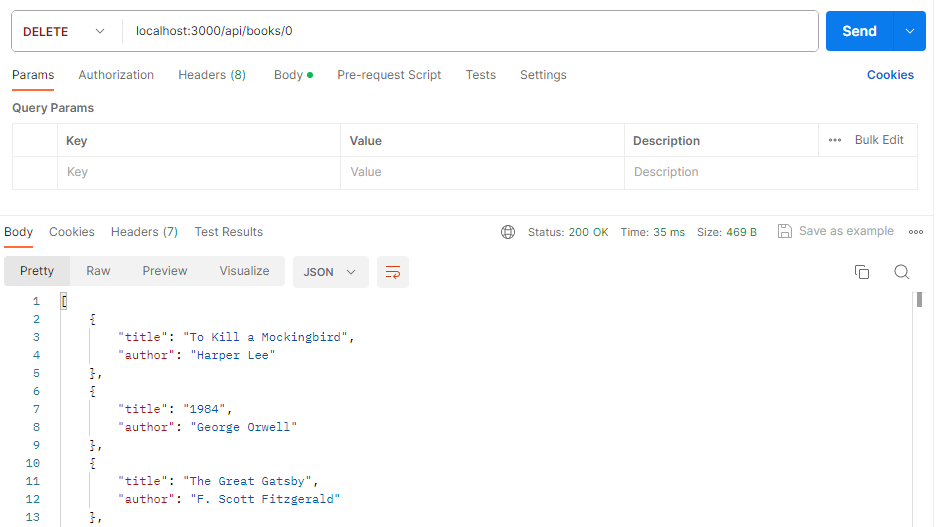 DELETE localhost:3000/api/books/0 Send
Params Authorization Headers (8) Body Pre-request Script Tests Settings Cookies
Query Params
Key Value Description ••• Bulk Edit
Key Value Description
Body Cookies Headers (7) Test Results Status: 200 OK Time: 35 ms Size: 469 B Save as example
Pretty Raw Preview Visualize JSON
1 [
2 {
3 "title": "To Kill a Mockingbird",
4 "author": "Harper Lee"
5 },
6 {
7 "title": "1984",
8 "author": "George Orwell"
9 },
10 {
11 "title": "The Great Gatsby",
12 "author": "F. Scott Fitzgerald"
13 },